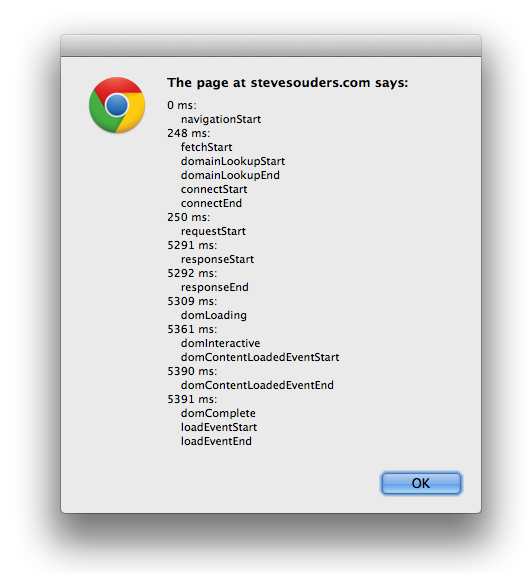 The page at stevesouders.com says:
0 ms:
navigationStart
248 ms:
fetchStart
domainLookupStart
domainLookupEnd
connectStart
connectEnd
250 ms:
requestStart
5291 ms:
responseStart
5292 ms:
responseEnd
5309 ms:
domLoading
5361 ms:
domInteractive
domContentLoadedEventStart
5390 ms:
domContentLoadedEventEnd
5391 ms:
domComplete
loadEventStart
loadEventEnd
OK